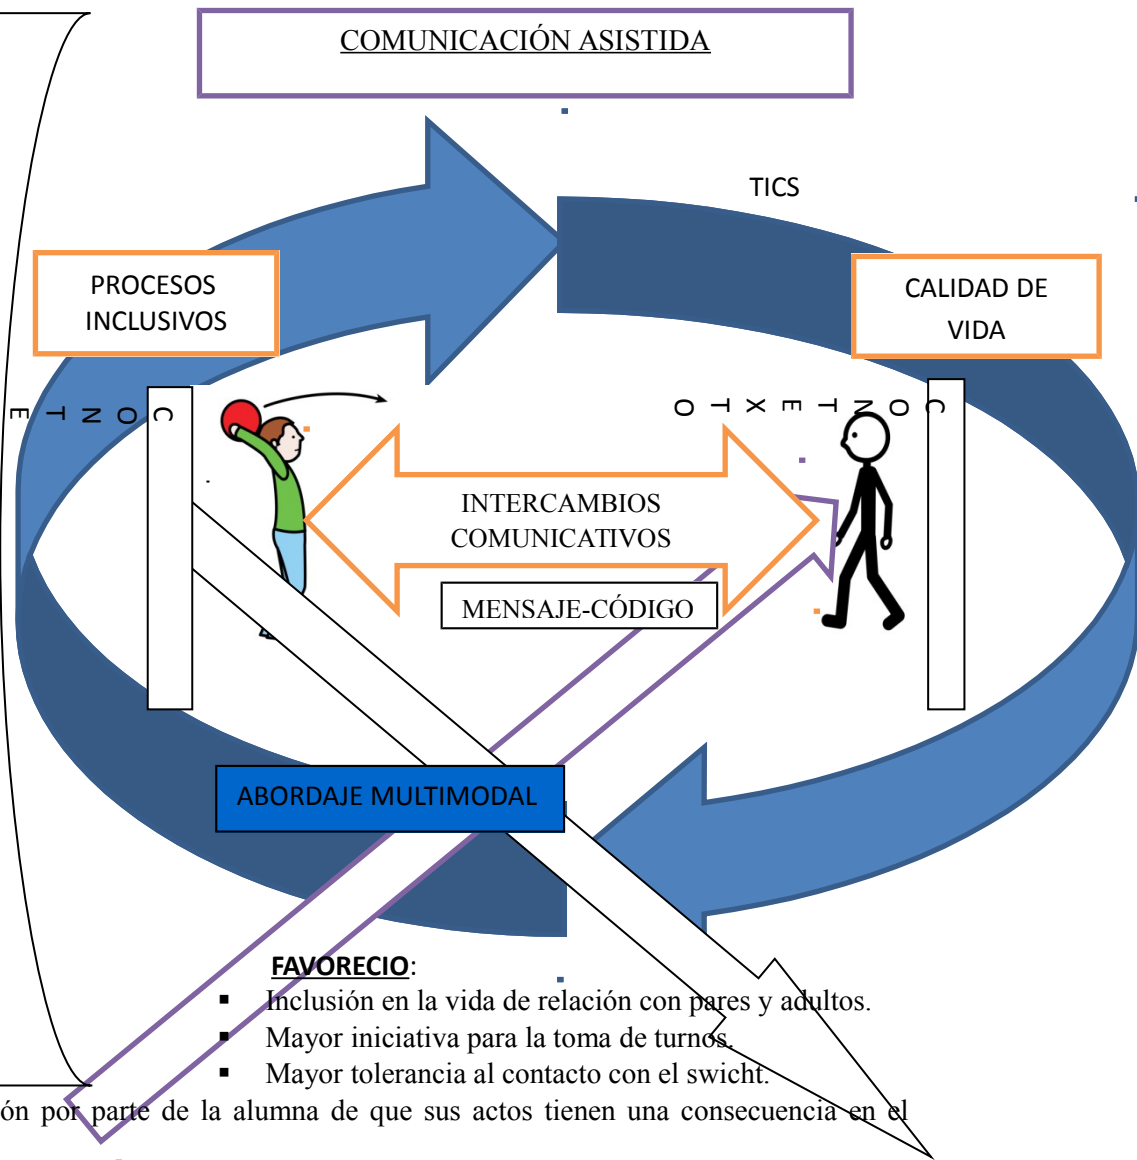 COMUNICACIÓN ASISTIDA
TICS
PROCESOS
INCLUSIVOS
CALIDAD DE
VIDA
CONTE
CONTEXTO
INTERCAMBIOS
COMUNICATIVOS
MENSAJE-CÓDIGO
ABORDAJE MULTIMODAL
FAVORECIO:
▪ Inclusión en la vida de relación con pares y adultos.
▪ Mayor iniciativa para la toma de turnos.
▪ Mayor tolerancia al contacto con el swicht.
ón por parte de la alumna de que sus actos tienen una consecuencia en el